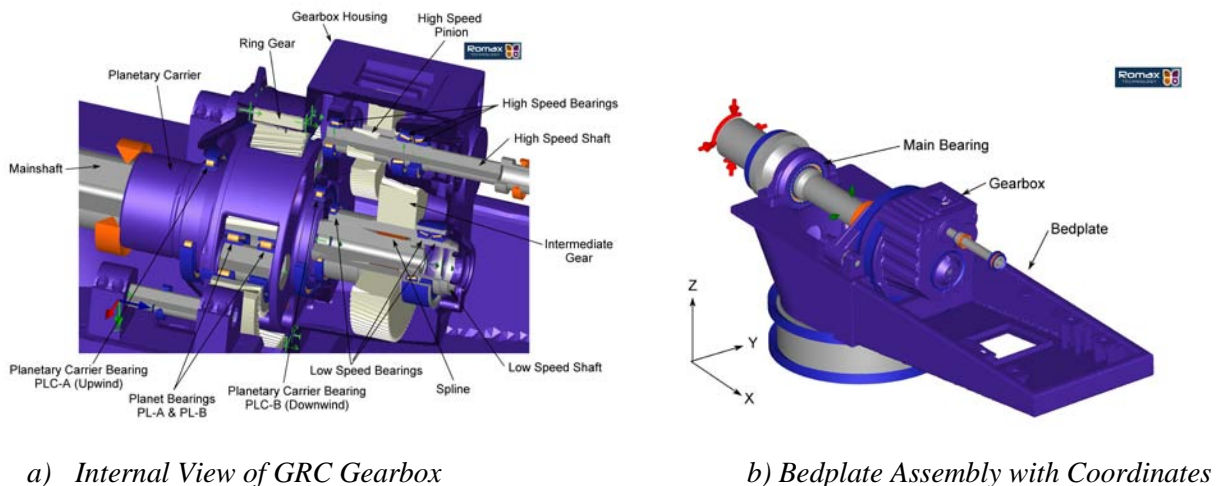 Gearbox Housing
High Speed
Pinion
Ring Gear
Romax
TECHNOLOGY
Planetary Carrier
High Speed Bearings
High Speed Shaft
Mainshaft
Intermediate
Gear
Planetary Carrier Bearing
PLC-A (Upwind)
Planet Bearings
PL-A & PL-B
Planetary Carrier Bearing
PLC-B (Downwind)
Low Speed Bearings
Spline
Low Speed Shaft
Romax
TECHNOLOGY
Main Bearing
Gearbox
Bedplate
Z
Y
X
a) Internal View of GRC Gearbox
b) Bedplate Assembly with Coordinates